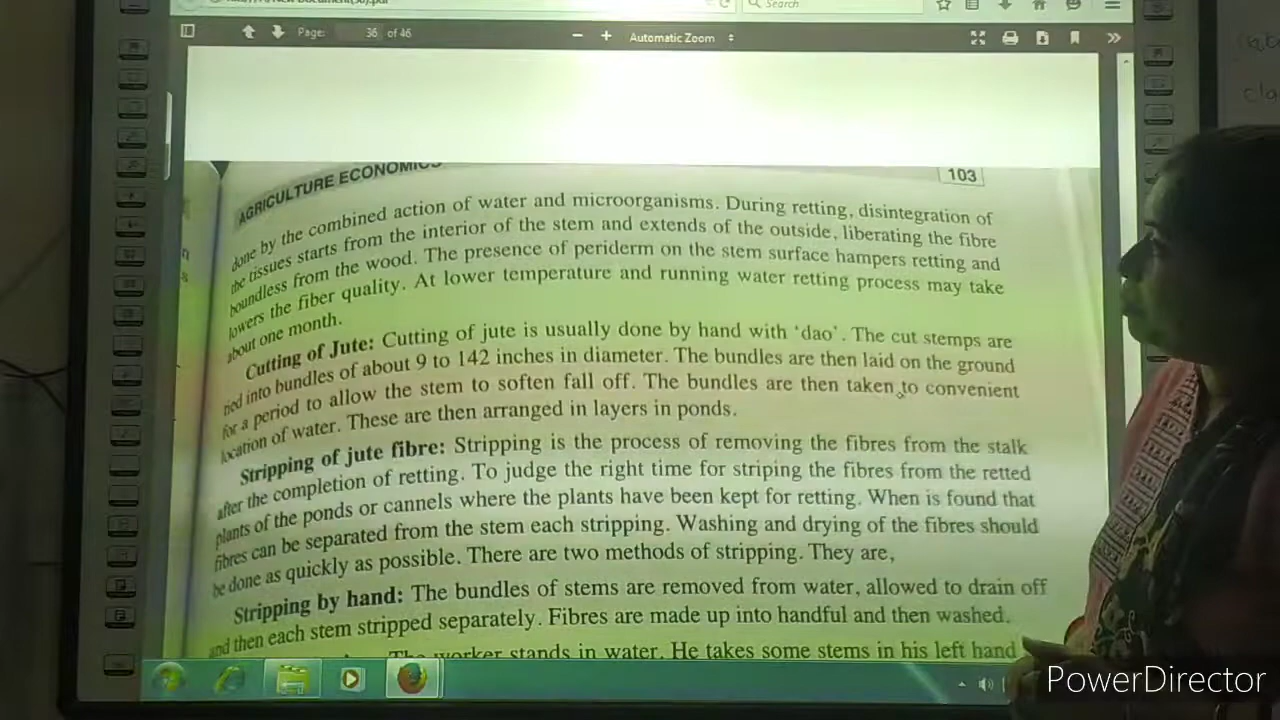 Search
Page: 36 of 46
Automatic Zoom
AGRICULTURE ECONOMICS
103
done by the combined action of water and microorganisms. During retting, disintegration of
the tissues starts from the interior of the stem and extends of the outside, liberating the fibre
boundless from the wood. The presence of periderm on the stem surface hampers retting and
lowers the fiber quality. At lower temperature and running water retting process may take
about one month.
Cutting of Jute: Cutting of jute is usually done by hand with ‘dao’. The cut stemps are
tied into bundles of about 9 to 142 inches in diameter. The bundles are then laid on the ground
for a period to allow the stem to soften fall off. The bundles are then taken to convenient
location of water. These are then arranged in layers in ponds.
Stripping of jute fibre: Stripping is the process of removing the fibres from the stalk
after the completion of retting. To judge the right time for striping the fibres from the retted
plants of the ponds or cannels where the plants have been kept for retting. When is found that
fibres can be separated from the stem each stripping. Washing and drying of the fibres should
be done as quickly as possible. There are two methods of stripping. They are,
Stripping by hand: The bundles of stems are removed from water, allowed to drain off
and then each stem stripped separately. Fibres are made up into handful and then washed.
The worker stands in water. He takes some stems in his left hand
PowerDirector